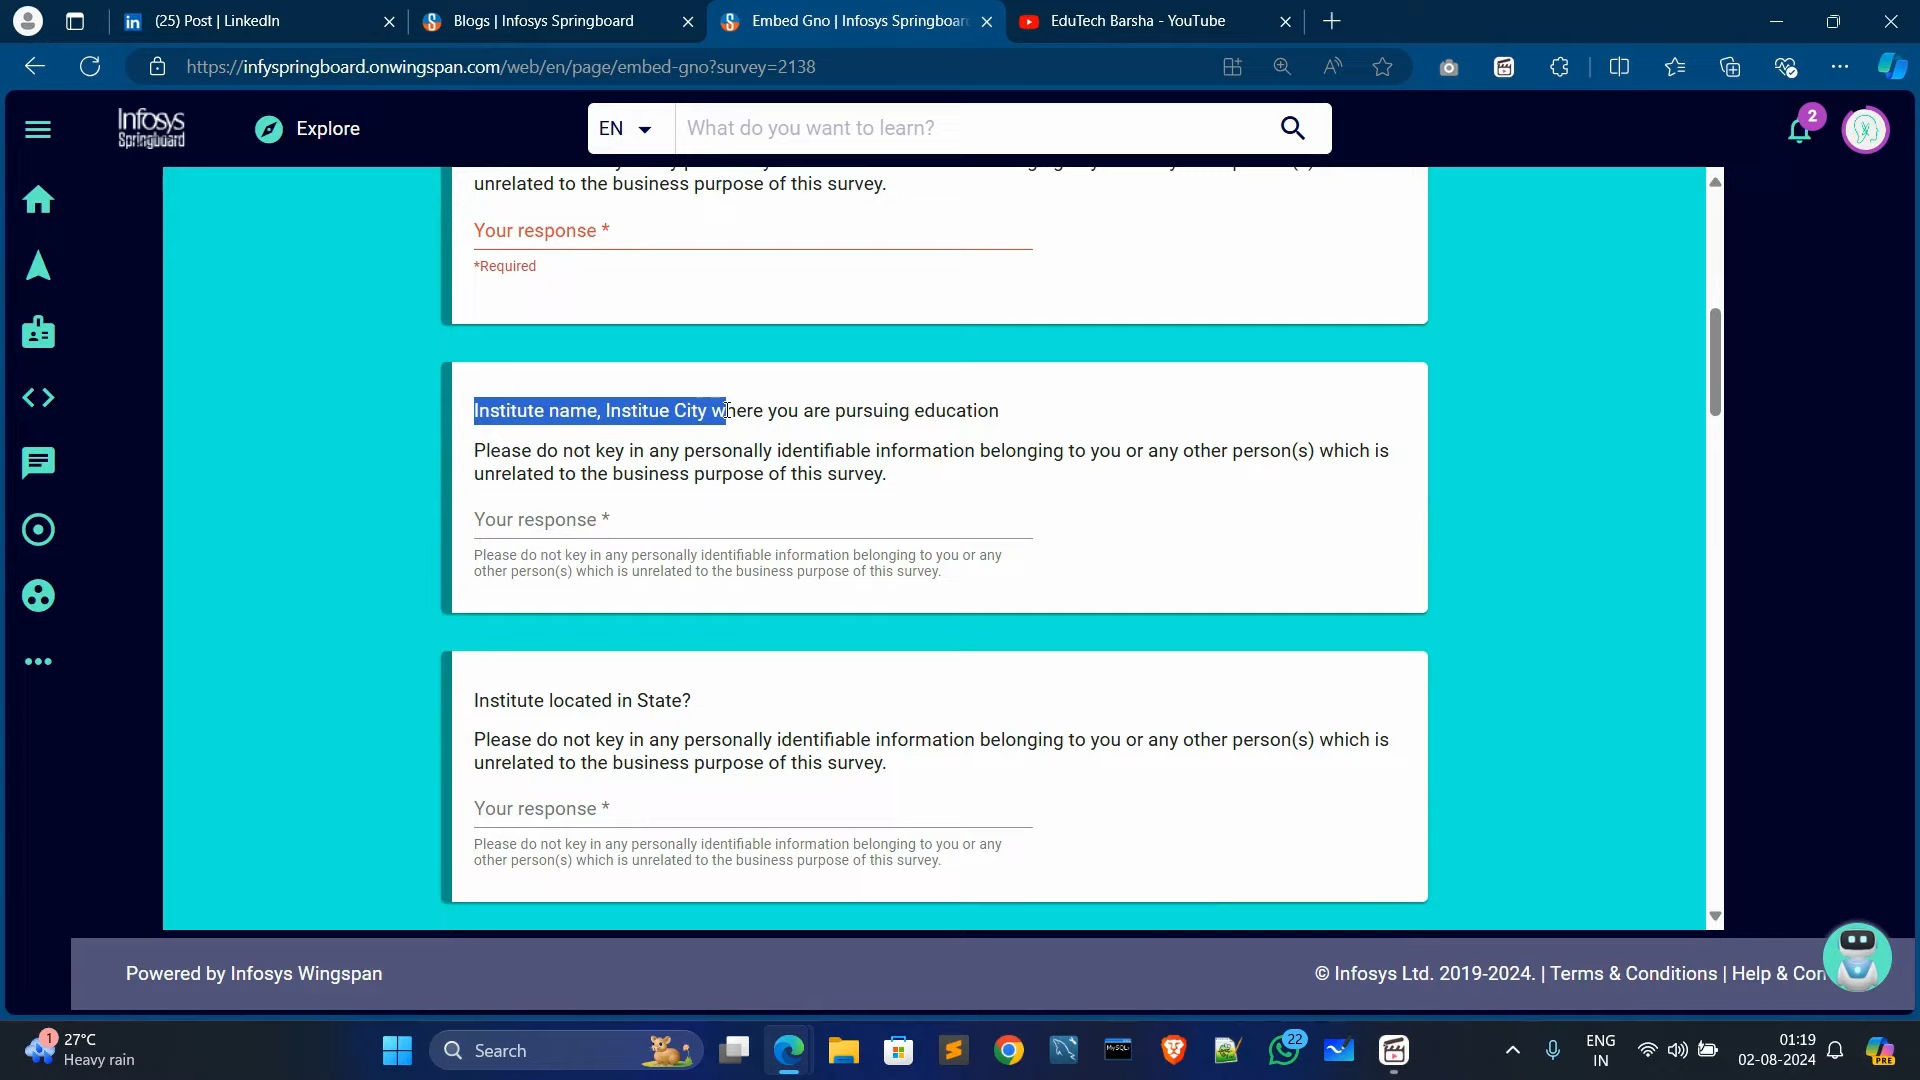 (25) Post | LinkedIn
Blogs | Infosys Springboard
Embed Gno | Infosys Springboar
EduTech Barsha - YouTube
https://infyspringboard.onwingspan.com/web/en/page/embed-gno?survey=2138
Infosys
Springboard
Explore
EN
What do you want to learn?
2
unrelated to the business purpose of this survey.
Your response *
*Required
Institute name, Institue City where you are pursuing education
Please do not key in any personally identifiable information belonging to you or any other person(s) which is
unrelated to the business purpose of this survey.
Your response *
Please do not key in any personally identifiable information belonging to you or any
other person(s) which is unrelated to the business purpose of this survey.
Institute located in State?
Please do not key in any personally identifiable information belonging to you or any other person(s) which is
unrelated to the business purpose of this survey.
Your response *
Please do not key in any personally identifiable information belonging to you or any
other person(s) which is unrelated to the business purpose of this survey.
Powered by Infosys Wingspan
© Infosys Ltd. 2019-2024. | Terms & Conditions | Help & Con
1
27°C
Heavy rain
Search
MySQL
22
ENG
IN
01:19
02-08-2024
PRE